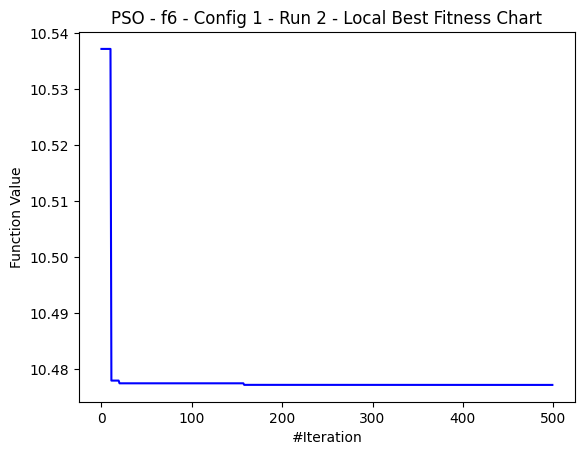 PSO - f6 - Config 1 - Run 2 - Local Best Fitness Chart
10.54
10.53
10.52
10.51
10.50
10.49
10.48
Function Value
0 100 200 300 400 500
#Iteration